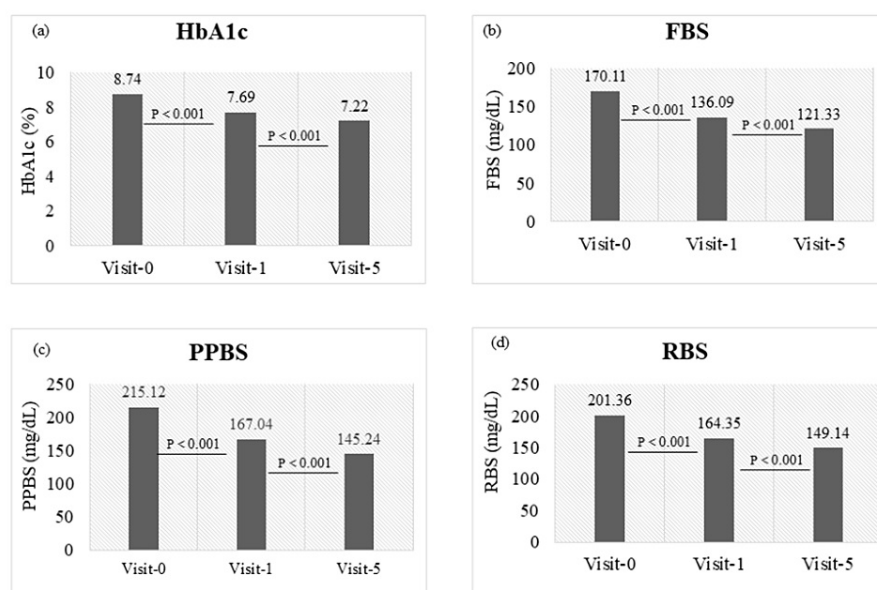 (a)
HbA1c
HbA1c (%)
10
8
6
4
2
0
8.74
7.69
7.22
P < 0.001
P < 0.001
Visit-0 Visit-1 Visit-5
(b)
FBS
FBS (mg/dL)
200
150
100
50
0
170.11
136.09
121.33
P < 0.001
P < 0.001
Visit-0 Visit-1 Visit-5
(c)
PPBS
PPBS (mg/dL)
250
200
150
100
50
0
215.12
167.04
145.24
P < 0.001
P < 0.001
Visit-0 Visit-1 Visit-5
(d)
RBS
RBS (mg/dL)
250
200
150
100
50
0
201.36
164.35
149.14
P < 0.001
P < 0.001
Visit-0 Visit-1 Visit-5